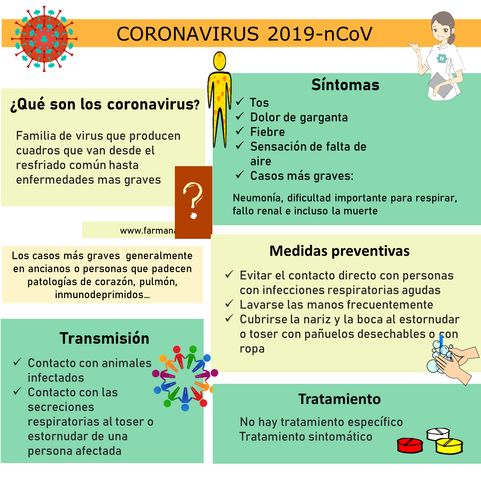 CORONAVIRUS 2019-nCoV
¿Qué son los coronavirus?
Familia de virus que producen
cuadros que van desde el
resfriado común hasta
enfermedades mas graves
?
www.farmana
Los casos más graves generalmente
en ancianos o personas que padecen
patologías de corazón, pulmón,
inmunodeprimidos...
Transmisión
✓ Contacto con animales
infectados
✓ Contacto con las
secreciones
respiratorias al toser o
estornudar de una
persona afectada
Síntomas
✓ Tos
✓ Dolor de garganta
✓ Fiebre
✓ Sensación de falta de
aire
✓ Casos más graves:
Neumonía, dificultad importante para respirar,
fallo renal e incluso la muerte
Medidas preventivas
✓ Evitar el contacto directo con personas
con infecciones respiratorias agudas
✓ Lavarse las manos frecuentemente
✓ Cubrirse la nariz y la boca al estornudar
o toser con pañuelos desechables o con
ropa
Tratamiento
No hay tratamiento específico
Tratamiento sintomático